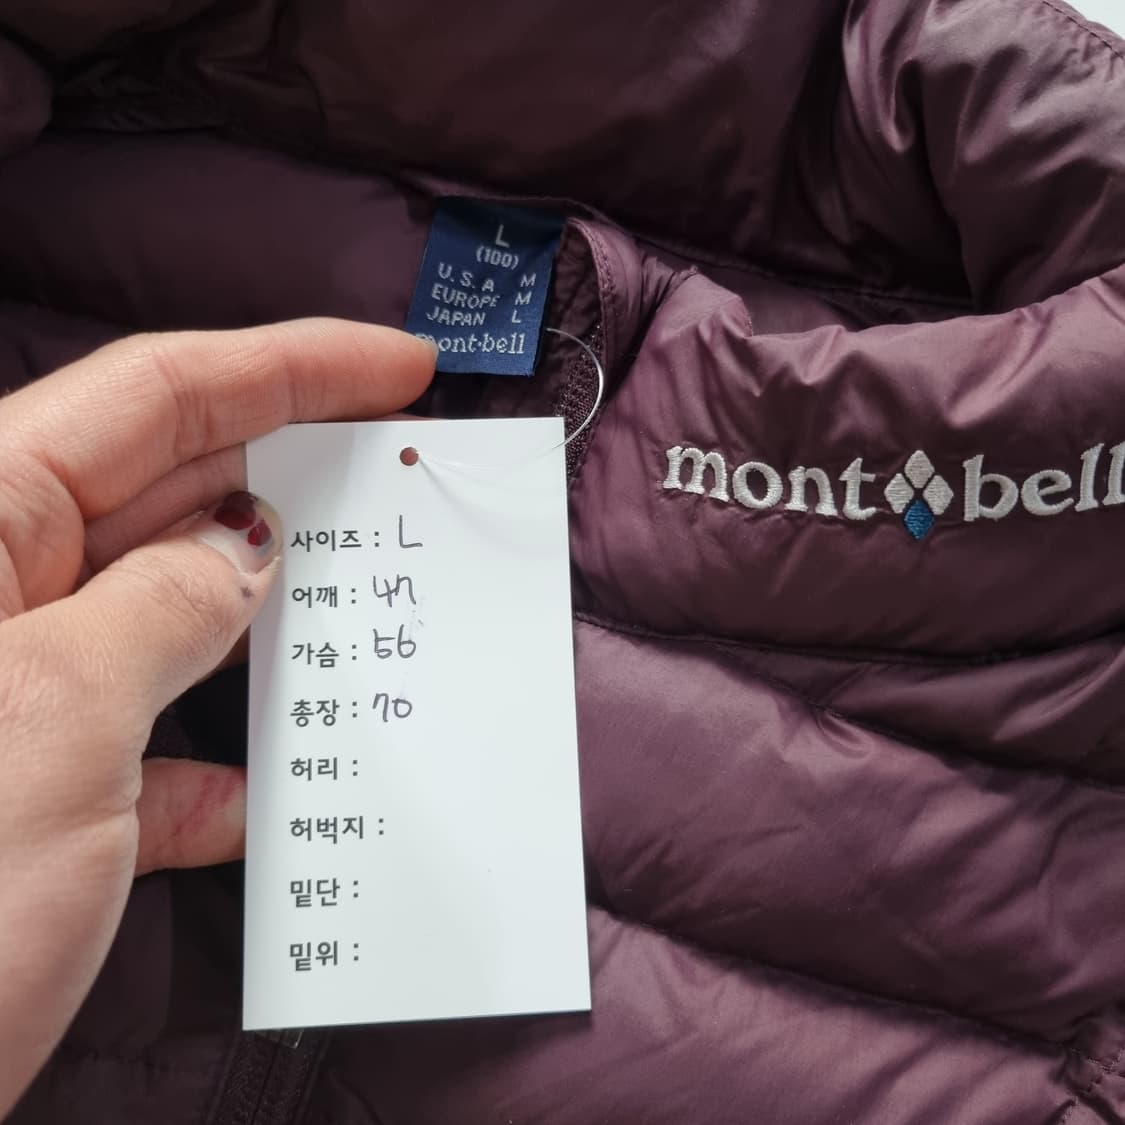 L
(100)
U.S.A M
EUROPE M
JAPAN L
mont·bell
mont bell
사이즈 : L
어깨 : 47
가슴 : 56
총장 : 70
허리 :
허벅지 :
밑단 :
밑위 :